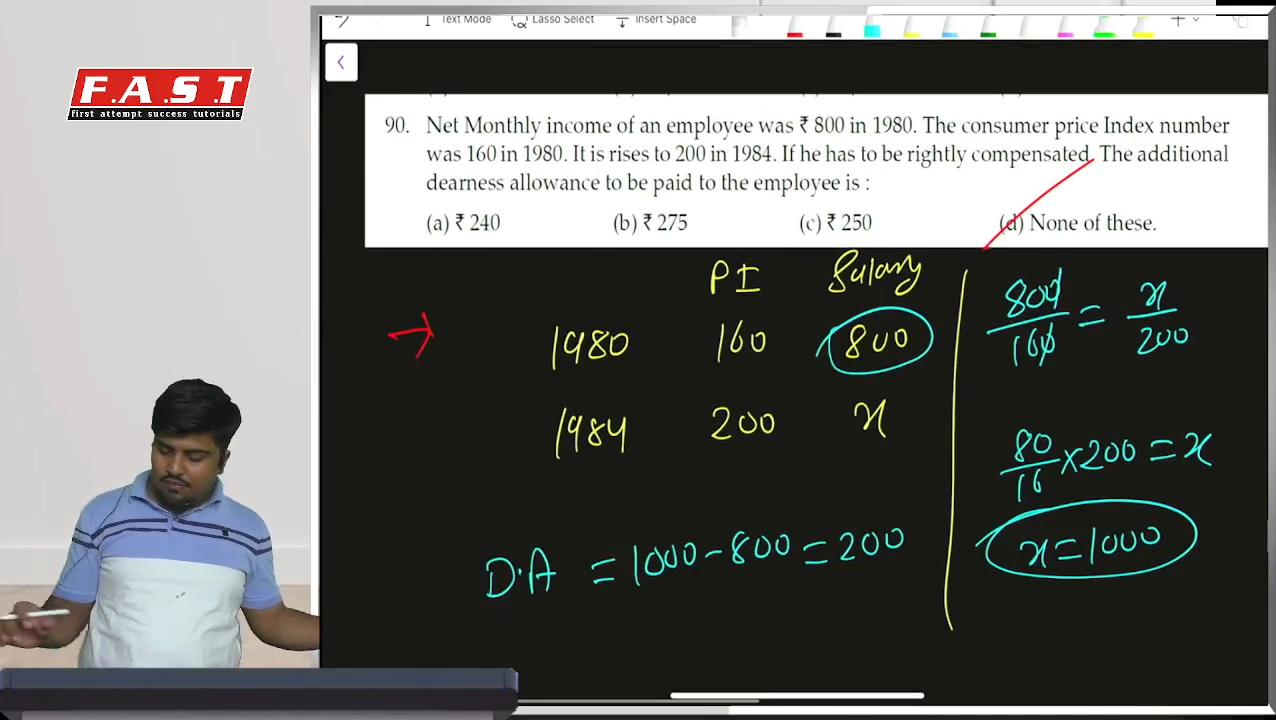 Text Mode Lasso Select Insert Space
F.A.S.T
first attempt success tutorials
90. Net Monthly income of an employee was ₹ 800 in 1980. The consumer price Index number
was 160 in 1980. It is rises to 200 in 1984. If he has to be rightly compensated. The additional
dearness allowance to be paid to the employee is :
(a) ₹ 240 (b) ₹ 275 (c) ₹ 250 (d) None of these.
PI Salary
1980 160 800
1984 200 x
D.A = 1000 - 800 = 200
800/160 = x/200
80/16 × 200 = x
x = 1000